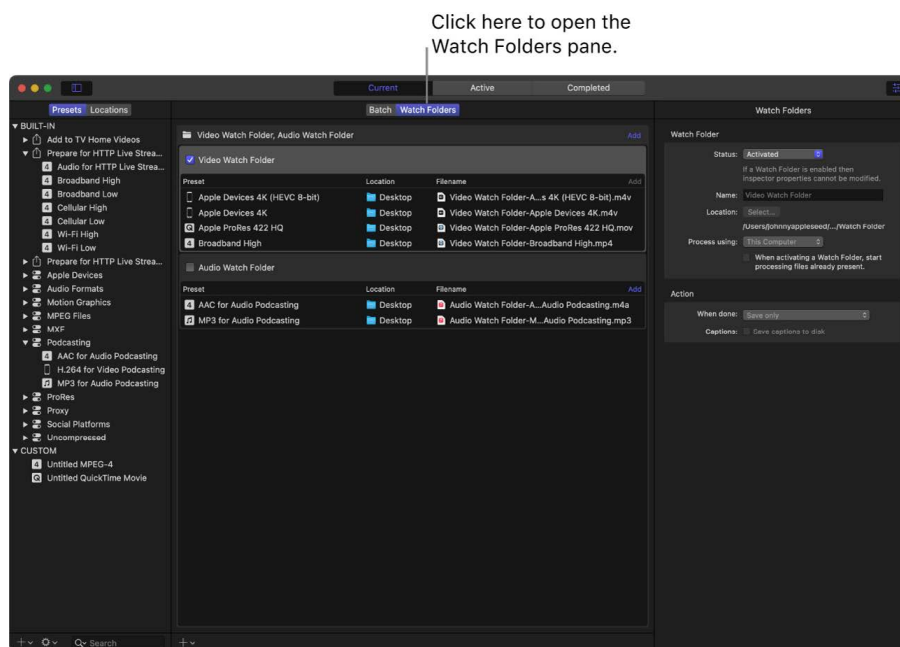 Click here to open the
Watch Folders pane.
Current Active Completed
Presets Locations
Batch Watch Folders
Watch Folders
BUILT-IN
Add to TV Home Videos
Prepare for HTTP Live Strea...
Audio for HTTP Live Strea...
Broadband High
Broadband Low
Cellular High
Cellular Low
Wi-Fi High
Wi-Fi Low
Prepare for HTTP Live Strea...
Apple Devices
Audio Formats
Motion Graphics
MPEG Files
MXF
Podcasting
AAC for Audio Podcasting
H.264 for Video Podcasting
MP3 for Audio Podcasting
ProRes
Proxy
Social Platforms
Uncompressed
CUSTOM
Untitled MPEG-4
Untitled QuickTime Movie
Search
Video Watch Folder, Audio Watch Folder Add
Video Watch Folder
Preset Location Filename Add
Apple Devices 4K (HEVC 8-bit) Desktop Video Watch Folder-A...s 4K (HEVC 8-bit).m4v
Apple Devices 4K Desktop Video Watch Folder-Apple Devices 4K.m4v
Apple ProRes 422 HQ Desktop Video Watch Folder-Apple ProRes 422 HQ.mov
Broadband High Desktop Video Watch Folder-Broadband High.mp4
Audio Watch Folder
Preset Location Filename Add
AAC for Audio Podcasting Desktop Audio Watch Folder-A...Audio Podcasting.m4a
MP3 for Audio Podcasting Desktop Audio Watch Folder-M...Audio Podcasting.mp3
Watch Folder
Status: Activated
If a Watch Folder is enabled then
inspector properties cannot be modified.
Name: Video Watch Folder
Location: Select...
/Users/johnnyappleseed/.../Watch Folder
Process using: This Computer
When activating a Watch Folder, start
processing files already present.
Action
When done: Save only
Captions: Save captions to disk